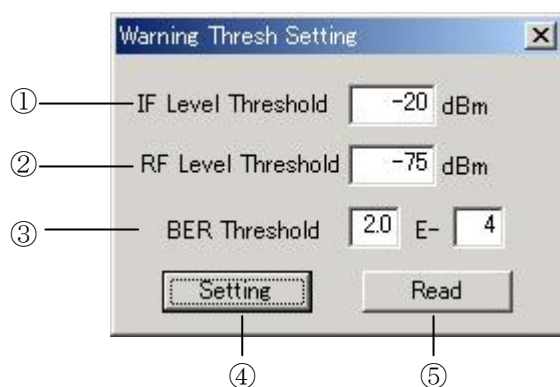 Warning Thresh Setting
① IF Level Threshold -20 dBm
② RF Level Threshold -75 dBm
③ BER Threshold 2.0 E- 4
Setting Read
④ ⑤